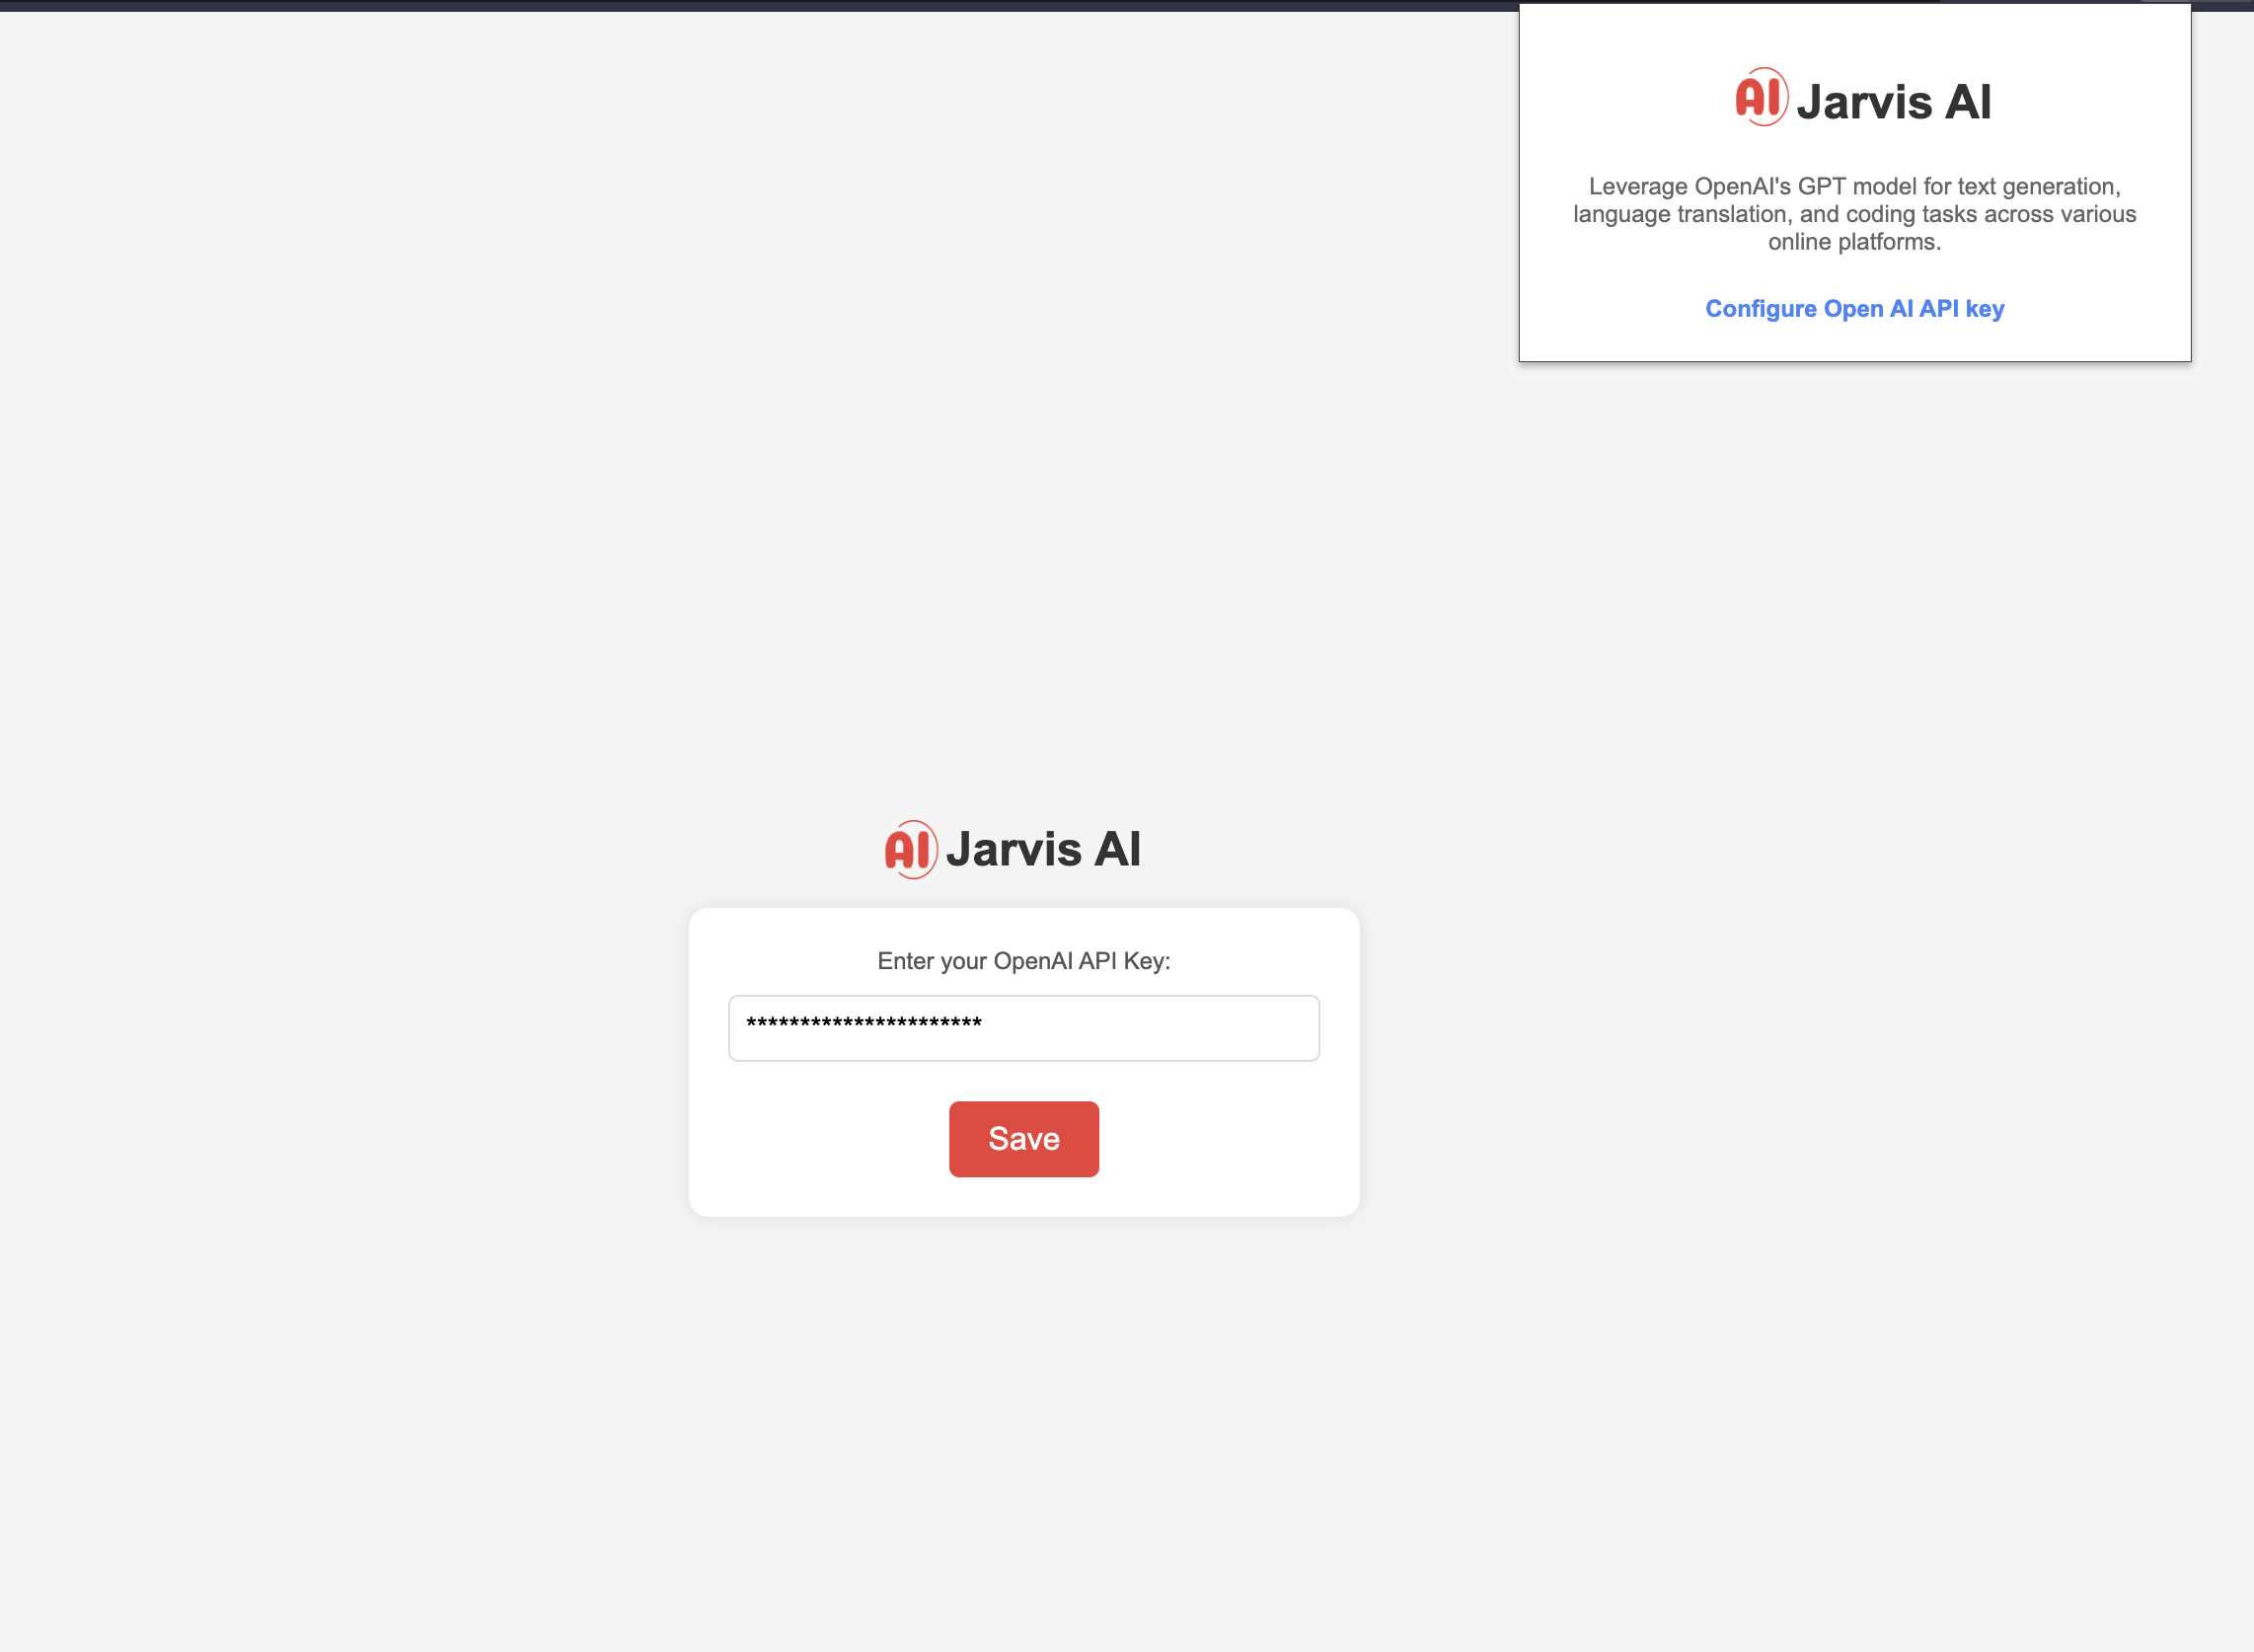 AI Jarvis AI
Leverage OpenAI's GPT model for text generation,
language translation, and coding tasks across various
online platforms.
Configure Open AI API key
AI Jarvis AI
Enter your OpenAI API Key:
**********************
Save